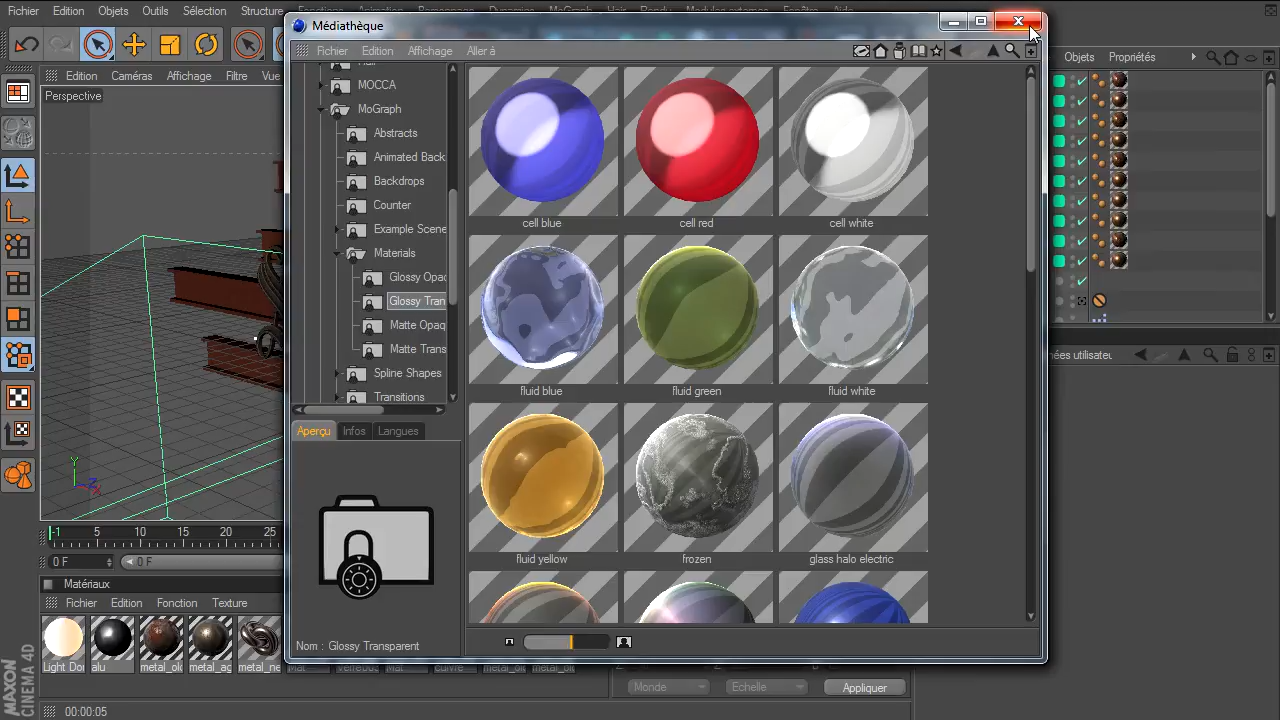 Fichier Edition Objets Outils Sélection Structure
Médiathèque
Fichier Edition Affichage Aller à
Edition Caméras Affichage Filtre Vue
Perspective
Objets Propriétés
MOCCA
MoGraph
Abstracts
Animated Back
Backdrops
Counter
Example Scene
Materials
Glossy Opa
Glossy Tran
Matte Opaq
Matte Trans
Spline Shapes
Transitions
cell blue cell red cell white
fluid blue fluid green fluid white
fluid yellow frozen glass halo electric
Aperçu Infos Langues
Nom : Glossy Transparent
-1 5 10 15 20 25
0 F 0 F
Matériaux
Fichier Edition Fonction Texture
Light Do alu metal_ol metal_ag metal_ne
Monde Echelle Appliquer
00:00:05
MAXON
CINEMA 4D